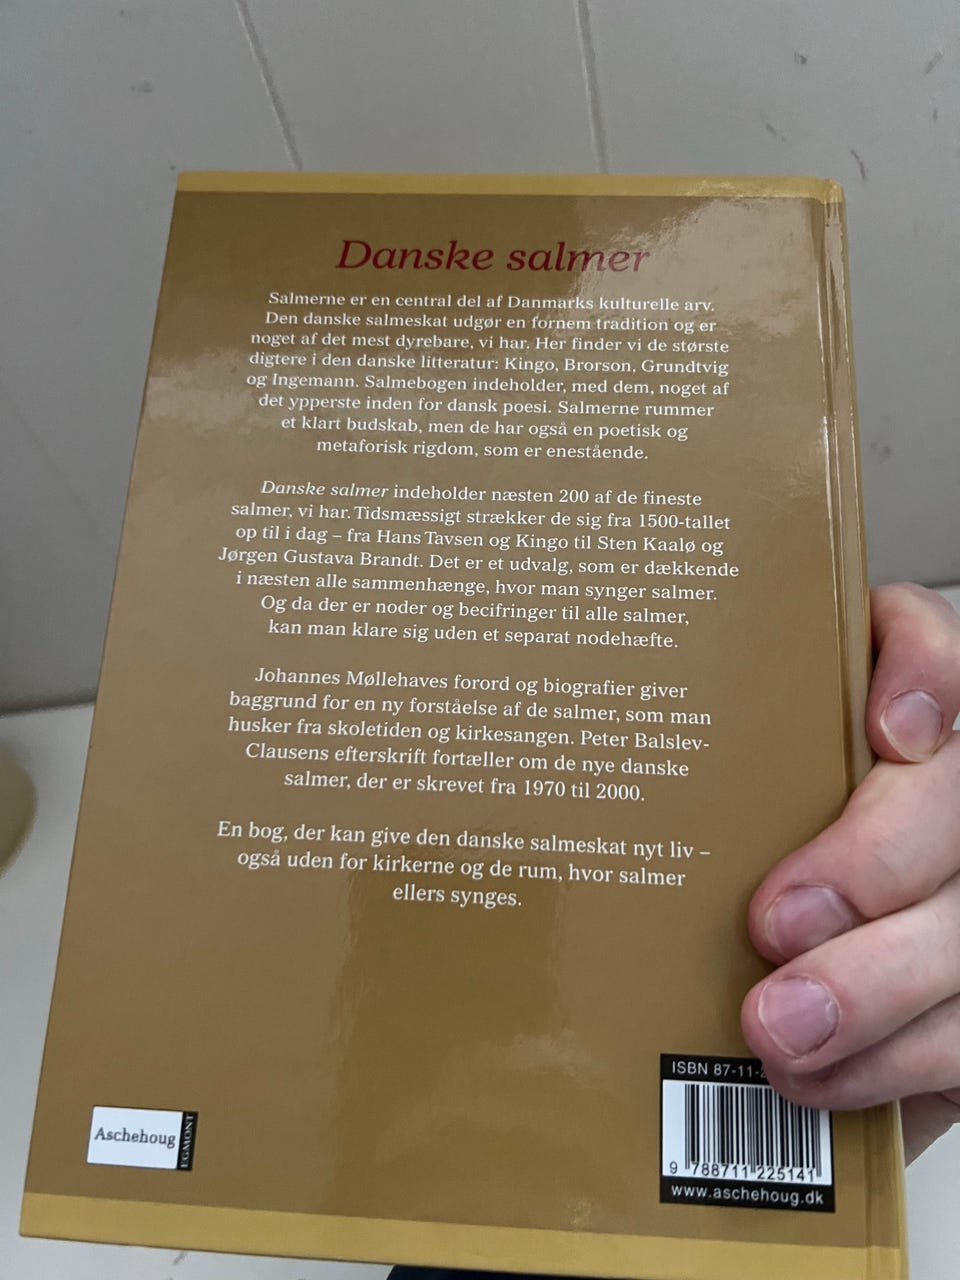 Danske salmer
Salmerne er en central del af Danmarks kulturelle arv.
Den danske salmeskat udgør en fornem tradition og er
noget af det mest dyrebare, vi har. Her finder vi de største
digtere i den danske litteratur: Kingo, Brorson, Grundtvig
og Ingemann. Salmebogen indeholder, med dem, noget af
det ypperste inden for dansk poesi. Salmerne rummer
et klart budskab, men de har også en poetisk og
metaforisk rigdom, som er enestående.
Danske salmer indeholder næsten 200 af de fineste
salmer, vi har. Tidsmæssigt strækker de sig fra 1500-tallet
op til i dag – fra Hans Tavsen og Kingo til Sten Kaalø og
Jørgen Gustava Brandt. Det er et udvalg, som er dækkende
i næsten alle sammenhænge, hvor man synger salmer.
Og da der er noder og becifringer til alle salmer,
kan man klare sig uden et separat nodehæfte.
Johannes Møllehaves forord og biografier giver
baggrund for en ny forståelse af de salmer, som man
husker fra skoletiden og kirkesangen. Peter Balslev-
Clausens efterskrift fortæller om de nye danske
salmer, der er skrevet fra 1970 til 2000.
En bog, der kan give den danske salmeskat nyt liv –
også uden for kirkerne og de rum, hvor salmer
ellers synges.
ISBN 87-11-
9 788711 225141
www.aschehoug.dk
Aschehoug
EGMONT